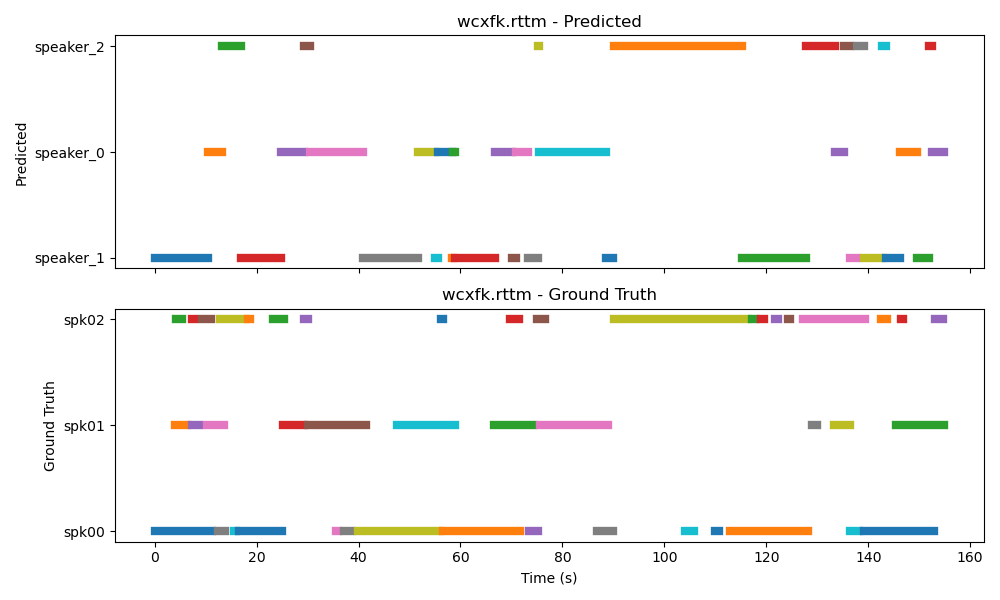 wcxfk.rttm - Predicted
speaker_2
speaker_0
speaker_1
Predicted
wcxfk.rttm - Ground Truth
spk02
spk01
spk00
Ground Truth
0 20 40 60 80 100 120 140 160
Time (s)